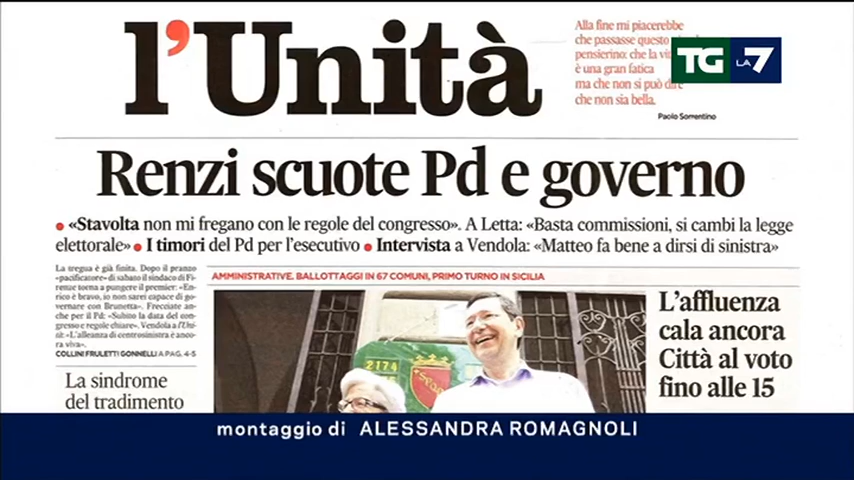 l'Unità
Alla fine mi piacerebbe
che passasse questo
pensierino: che la
è una gran fatica
ma che non si può dire
che non sia bella.
Paolo Sorrentino
TG LA 7
Renzi scuote Pd e governo
• «Stavolta non mi fregano con le regole del congresso». A Letta: «Basta commissioni, si cambi la legge
elettorale» • I timori del Pd per l'esecutivo • Intervista a Vendola: «Matteo fa bene a dirsi di sinistra»
La tregua è già finita. Dopo il pranzo
«pacificatore» di sabato il sindaco di Fi-
renze torna a pungere il premier: «En-
rico è bravo, io non sarei capace di go-
vernare con Brunetta». Frecciate an-
che per il Pd: «Subito la data del con-
gresso e regole chiare». Vendola a l'Uni-
tà: «L'alleanza di centrosinistra è anco-
ra viva».
COLLINI FRULETTI GONNELLI A PAG. 4-5
La sindrome
del tradimento
AMMINISTRATIVE. BALLOTTAGGI IN 67 COMUNI, PRIMO TURNO IN SICILIA
2174
L'affluenza
cala ancora
Città al voto
fino alle 15
montaggio di ALESSANDRA ROMAGNOLI